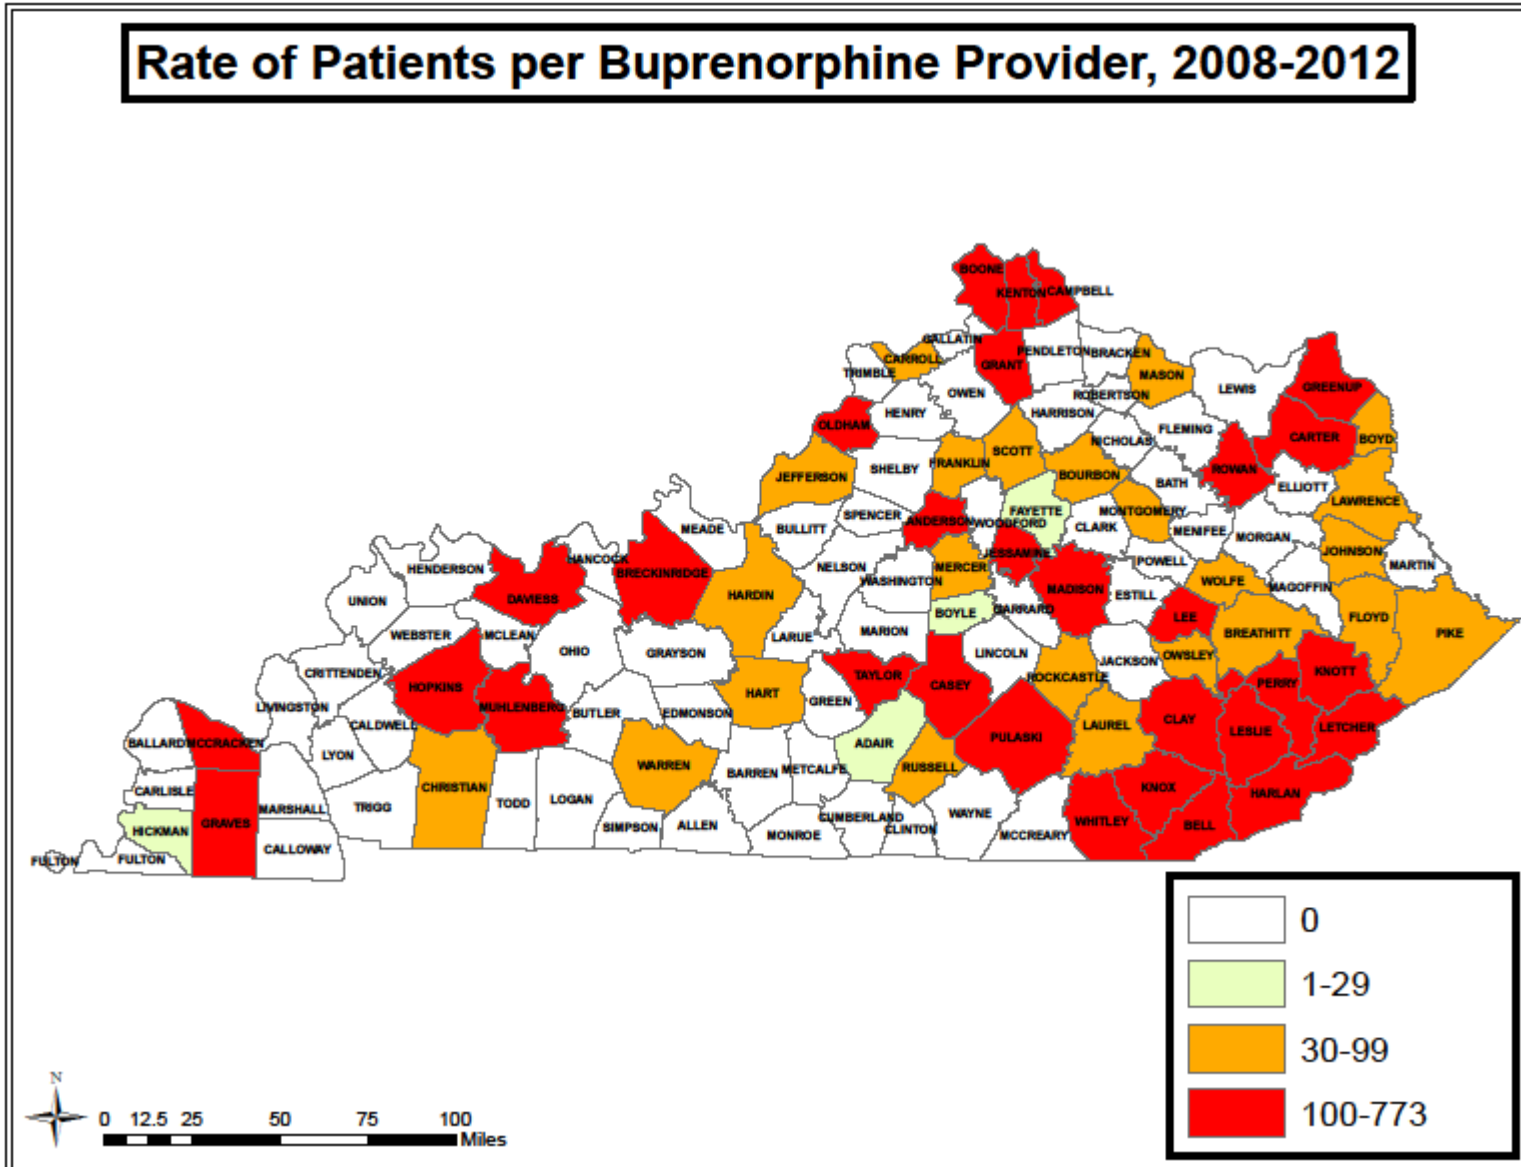 Rate of Patients per Buprenorphine Provider, 2008-2012
BOONE
KENTON
CAMPBELL
GALLATIN
CARROLL
GRANT
PENDLETON
BRACKEN
MASON
TRIMBLE
OWEN
ROBERTSON
LEWIS
GREENUP
HENRY
HARRISON
OLDHAM
FLEMING
CARTER
BOYD
NICHOLAS
SCOTT
FRANKLIN
SHELBY
ROWAN
JEFFERSON
BOURBON
BATH
ELLIOTT
LAWRENCE
FAYETTE
MONTGOMERY
SPENCER
ANDERSON
WOODFORD
CLARK
MENIFEE
MORGAN
MEADE
BULLITT
HANCOCK
JESSAMINE
JOHNSON
POWELL
MARTIN
HENDERSON
BRECKINRIDGE
NELSON
WASHINGTON
MERCER
WOLFE
MAGOFFIN
MADISON
HARDIN
ESTILL
UNION
DAVIESS
BOYLE
GARRARD
LEE
FLOYD
WEBSTER
MCLEAN
LARUE
MARION
BREATHITT
PIKE
OHIO
GRAYSON
LINCOLN
OWSLEY
JACKSON
CRITTENDEN
TAYLOR
ROCKCASTLE
KNOTT
HOPKINS
CASEY
PERRY
HART
GREEN
LIVINGSTON
MUHLENBERG
BUTLER
EDMONSON
CALDWELL
CLAY
LAUREL
LETCHER
LESLIE
BALLARD
MCCRACKEN
ADAIR
PULASKI
LYON
WARREN
RUSSELL
BARREN
METCALFE
CHRISTIAN
KNOX
CARLISLE
HARLAN
LOGAN
TODD
TRIGG
MARSHALL
WAYNE
CUMBERLAND
WHITLEY
GRAVES
BELL
SIMPSON
ALLEN
CLINTON
HICKMAN
MONROE
MCCREARY
CALLOWAY
FULTON
FULTON
0
1-29
30-99
100-773
N
0 12.5 25 50 75 100
Miles